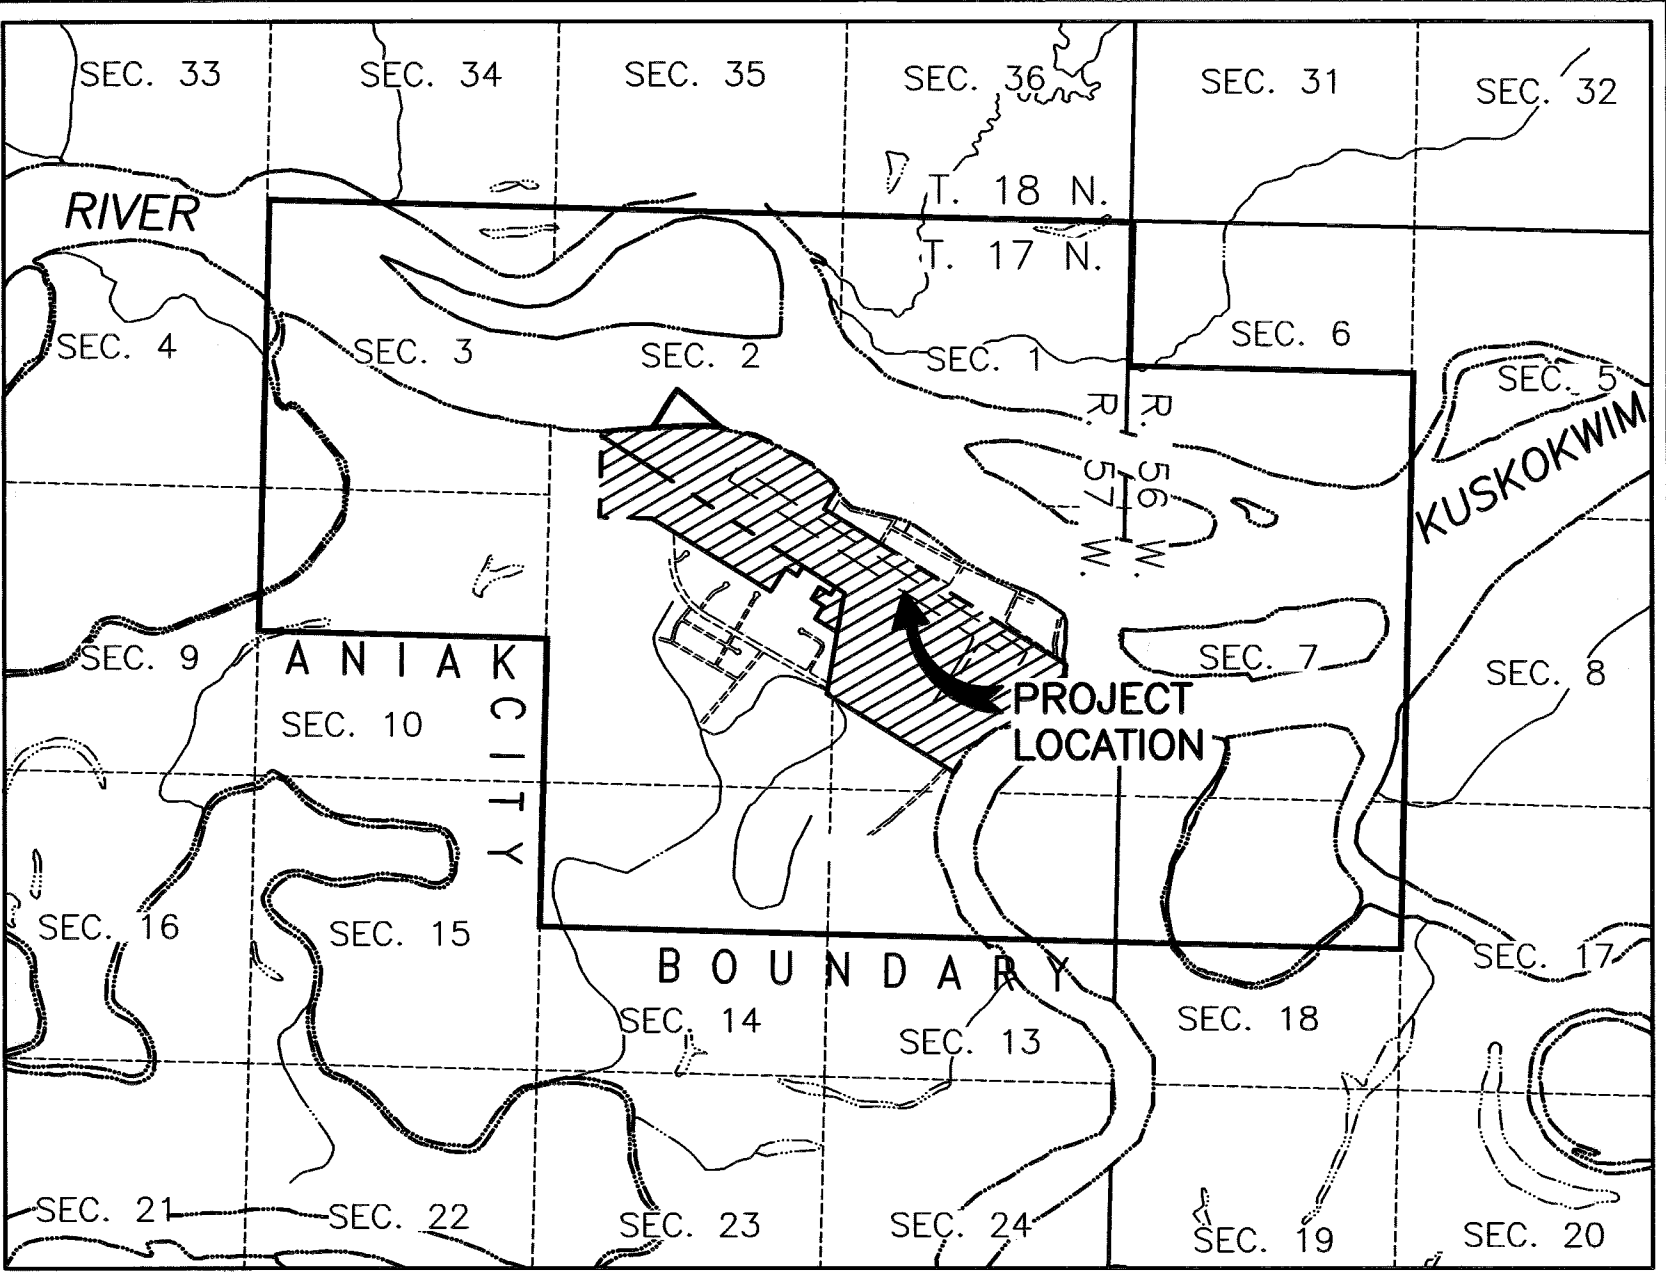 SEC. 33
SEC. 34
SEC. 35
SEC. 36
SEC. 31
SEC. 32
T. 18 N.
RIVER
T. 17 N.
SEC. 4
SEC. 3
SEC. 2
SEC. 1
SEC. 6
SEC. 5
R. 57 W.
R. 56 W.
KUSKOKWIM
SEC. 9
ANIAK
CITY
SEC. 10
SEC. 7
SEC. 8
PROJECT
LOCATION
SEC. 16
SEC. 15
BOUNDARY
SEC. 17
SEC. 14
SEC. 13
SEC. 18
SEC. 21
SEC. 22
SEC. 23
SEC. 24
SEC. 19
SEC. 20